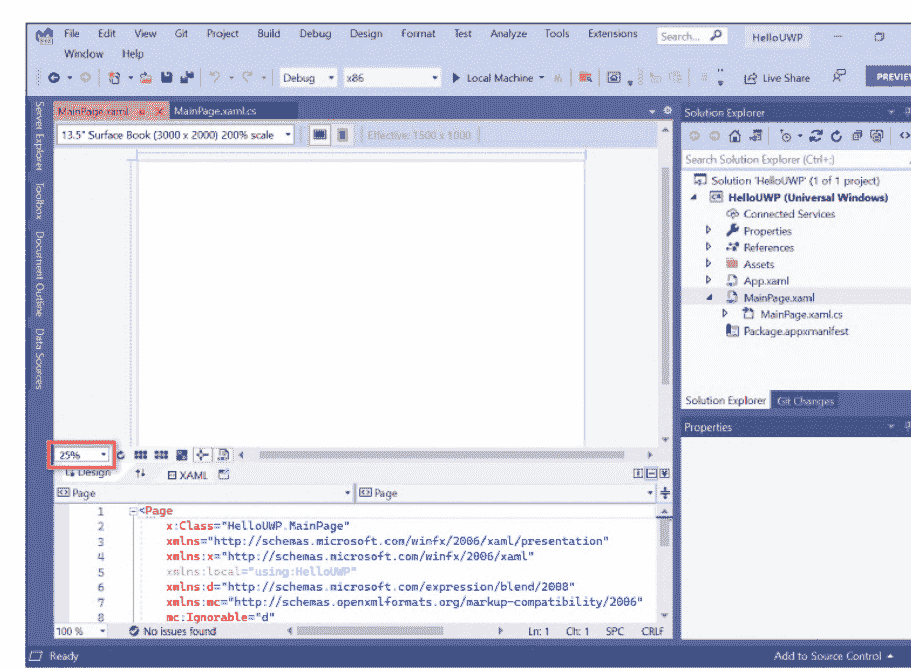 File Edit View Git Project Build Debug Design Format Test Analyze Tools Extensions Search... HelloUWP
Window Help
Debug x86 Local Machine Live Share PREVIEW
MainPage.xaml MainPage.xaml.cs
Server Explorer
Toolbox
Document Outline
Data Sources
13.5" Surface Book (3000 x 2000) 200% scale Effective: 1500 x 1000
25%
Design XAML
Page Page
1 <Page
2 x:Class="HelloUWP.MainPage"
3 xmlns="http://schemas.microsoft.com/winfx/2006/xaml/presentation"
4 xmlns:x="http://schemas.microsoft.com/winfx/2006/xaml"
5 xmlns:local="using:HelloUWP"
6 xmlns:d="http://schemas.microsoft.com/expression/blend/2008"
7 xmlns:mc="http://schemas.openxmlformats.org/markup-compatibility/2006"
8 mc:Ignorable="d"
100 % No issues found Ln: 1 Ch: 1 SPC CRLF
Solution Explorer
Search Solution Explorer (Ctrl+;)
Solution 'HelloUWP' (1 of 1 project)
HelloUWP (Universal Windows)
Connected Services
Properties
References
Assets
App.xaml
MainPage.xaml
MainPage.xaml.cs
Package.appxmanifest
Solution Explorer Git Changes
Properties
Ready Add to Source Control